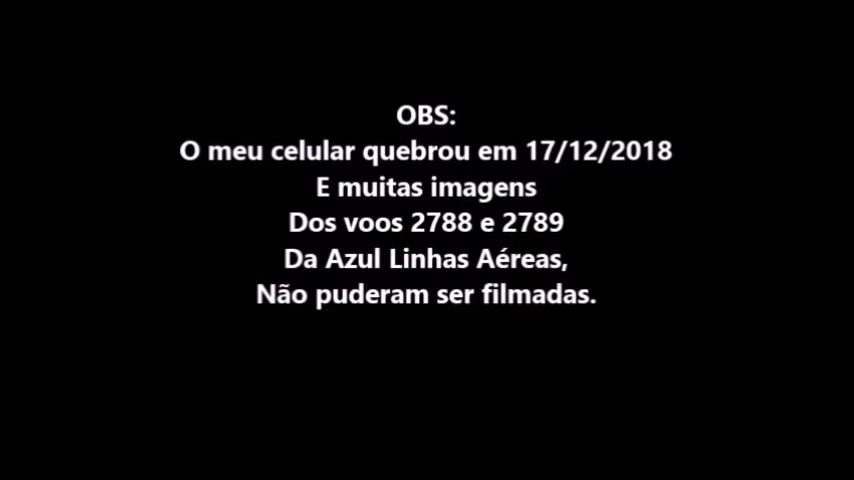 OBS:
O meu celular quebrou em 17/12/2018
E muitas imagens
Dos voos 2788 e 2789
Da Azul Linhas Aéreas,
Não puderam ser filmadas.